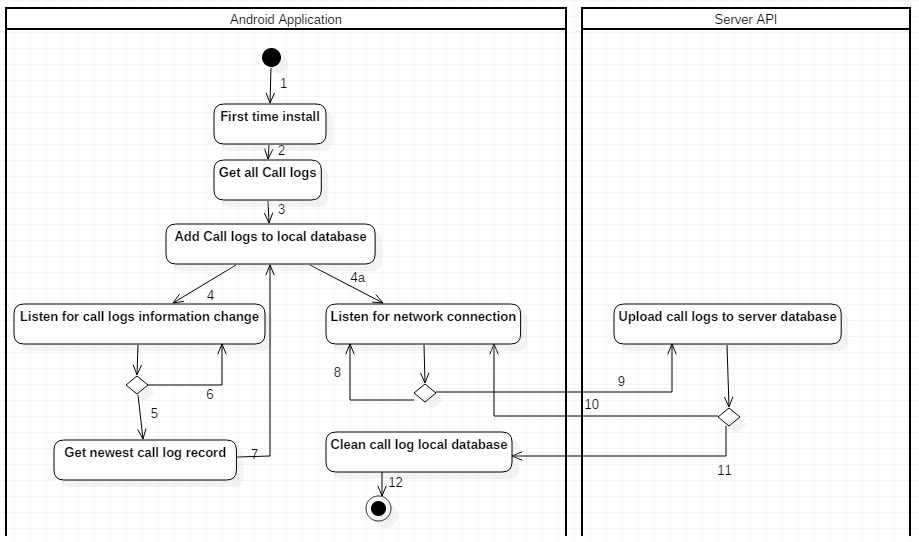 Android Application
Server API
1
First time install
2
Get all Call logs
3
Add Call logs to local database
4
4a
Listen for call logs information change
Listen for network connection
Upload call logs to server database
8
9
6
10
5
Get newest call log record
7
Clean call log local database
11
12